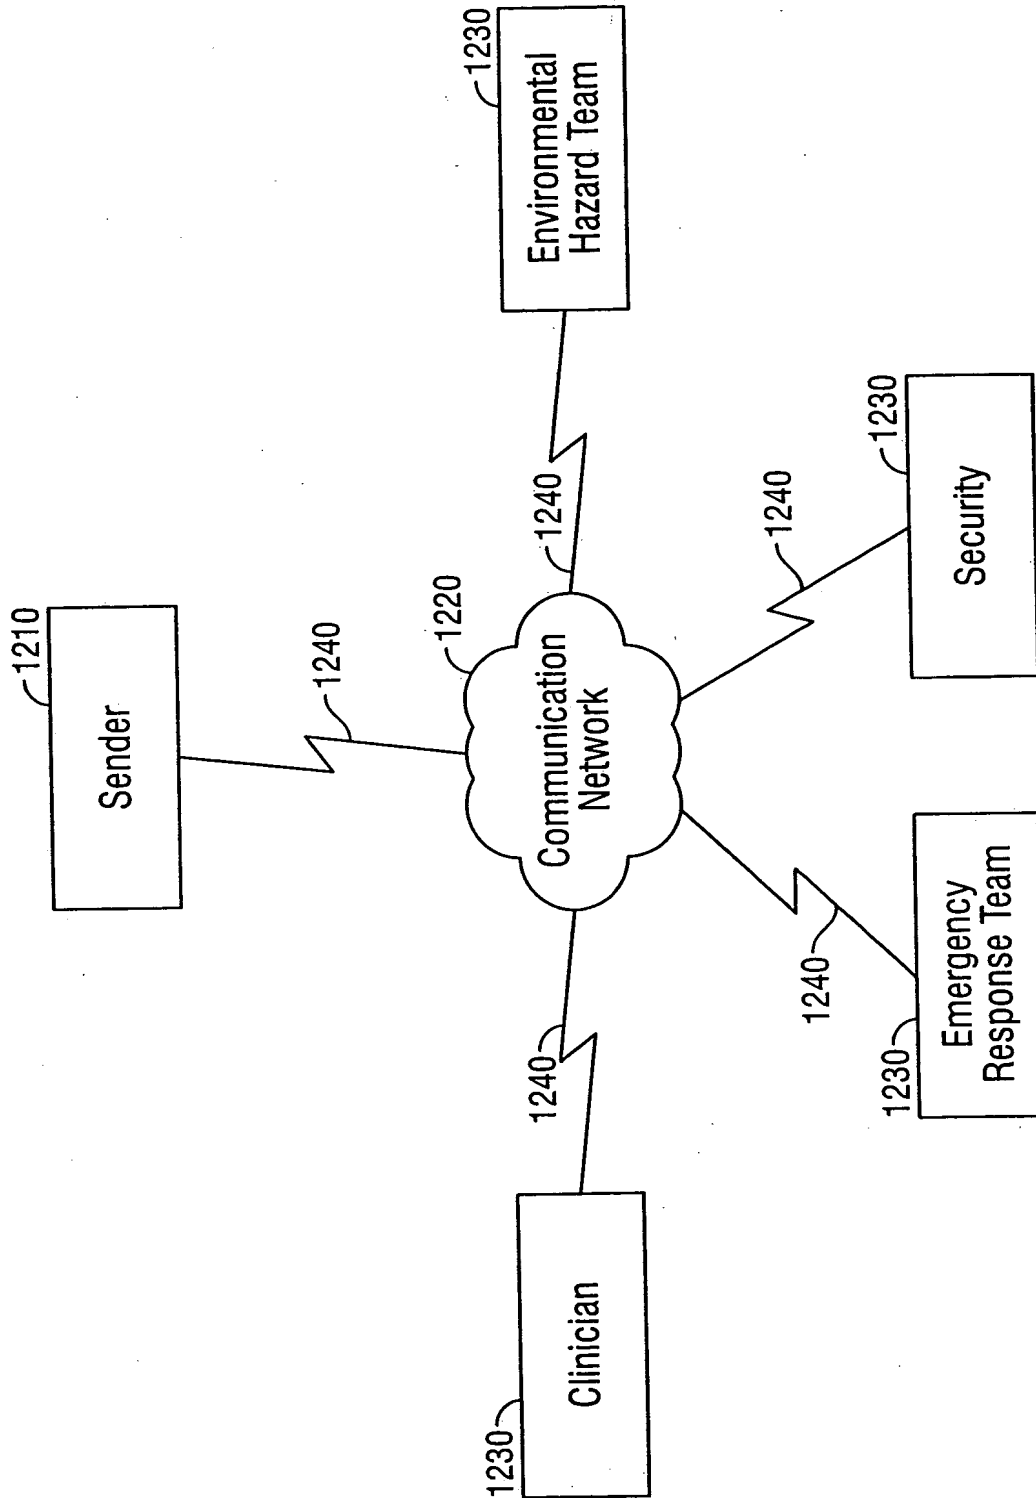 1210
Sender
1240
1220
Communication
Network
1240
1230
Clinician
1240
1230
Environmental
Hazard Team
1240
1230
Emergency
Response Team
1240
1230
Security